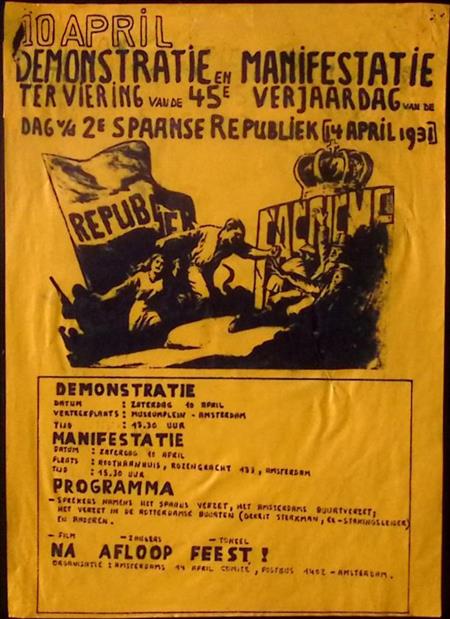 10 APRIL
DEMONSTRATIE EN MANIFESTATIE
TER VIERING VAN DE 45E VERJAARDAG VAN DE
DAG V/D 2E SPAANSE REPUBLIEK [14 APRIL 1931]
DEMONSTRATIE
DATUM : ZATERDAG 10 APRIL
VERTREKPLAATS : MUSEUMPLEIN - AMSTERDAM
TIJD : 13.30 UUR
MANIFESTATIE
DATUM : ZATERDAG 10 APRIL
PLAATS : ROOTHAANHUIS, ROZENGRACHT 133, AMSTERDAM
TIJD : 15.30 UUR
PROGRAMMA
- SPREKERS NAMENS HET SPAANS VERZET, HET AMSTERDAMS BUURTVERZET,
HET VERZET IN DE ROTTERDAMSE BUURTEN (GERRIT STERKMAN, EX-STAKINGSLEIDER)
EN ANDEREN.
- FILM - ZANGERS - TONEEL
NA AFLOOP FEEST!
ORGANISATIE : AMSTERDAMS 14 APRIL COMITÉ, POSTBUS 1402 - AMSTERDAM.